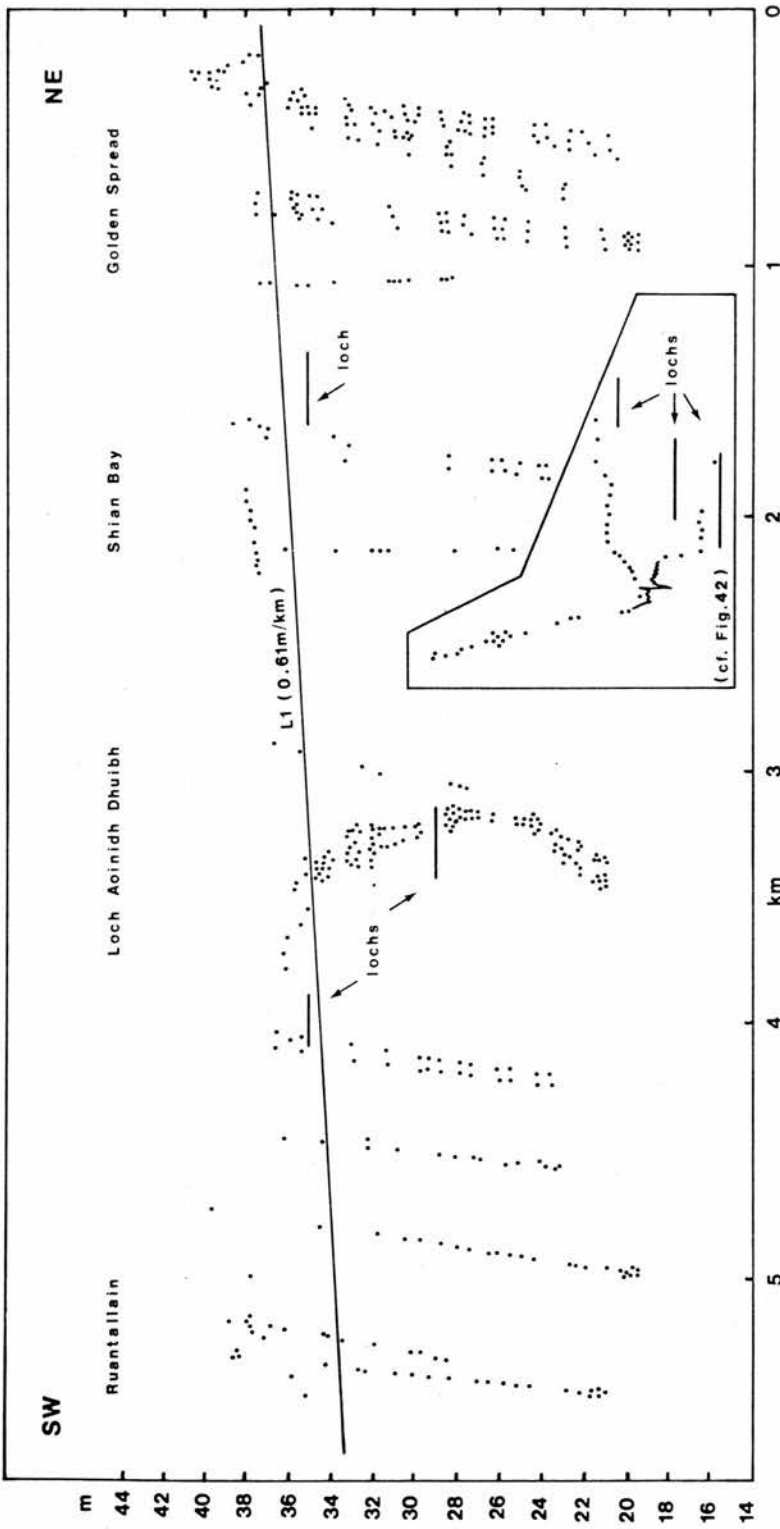 SW
NE
Ruantallain
Loch Aoinidh Dhuibh
Shian Bay
Golden Spread
m
44
42
40
38
36
34
32
30
28
26
24
22
20
18
16
14
L1 (0.61m/km)
loch
lochs
lochs
(cf. Fig.42)
5
4
km
3
2
1
0